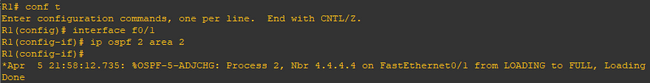 R1# conf t
Enter configuration commands, one per line.  End with CNTL/Z.
R1(config)# interface f0/1
R1(config-if)# ip ospf 2 area 2
R1(config-if)#
*Apr  5 21:58:12.735: %OSPF-5-ADJCHG: Process 2, Nbr 4.4.4.4 on FastEthernet0/1 from LOADING to FULL, Loading
Done